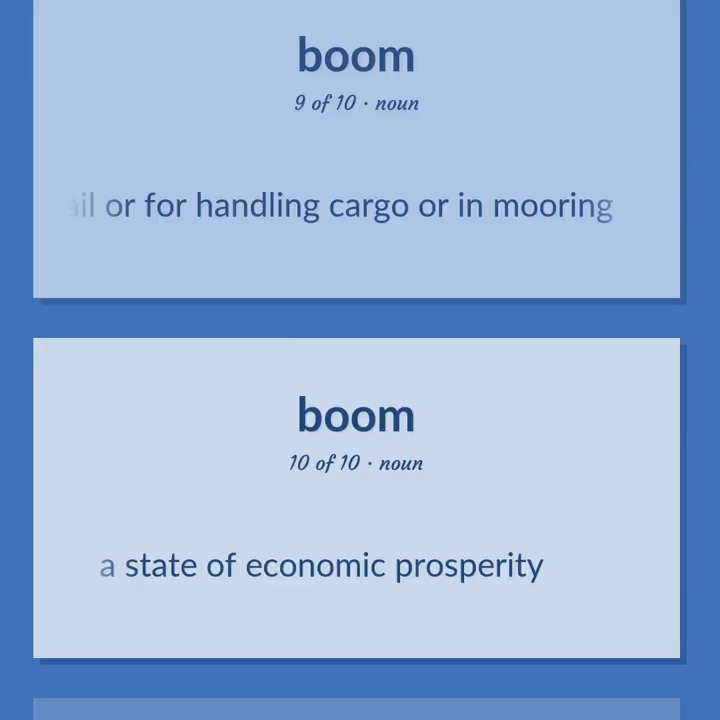 boom
9 of 10 · noun
ail or for handling cargo or in mooring
boom
10 of 10 · noun
a state of economic prosperity